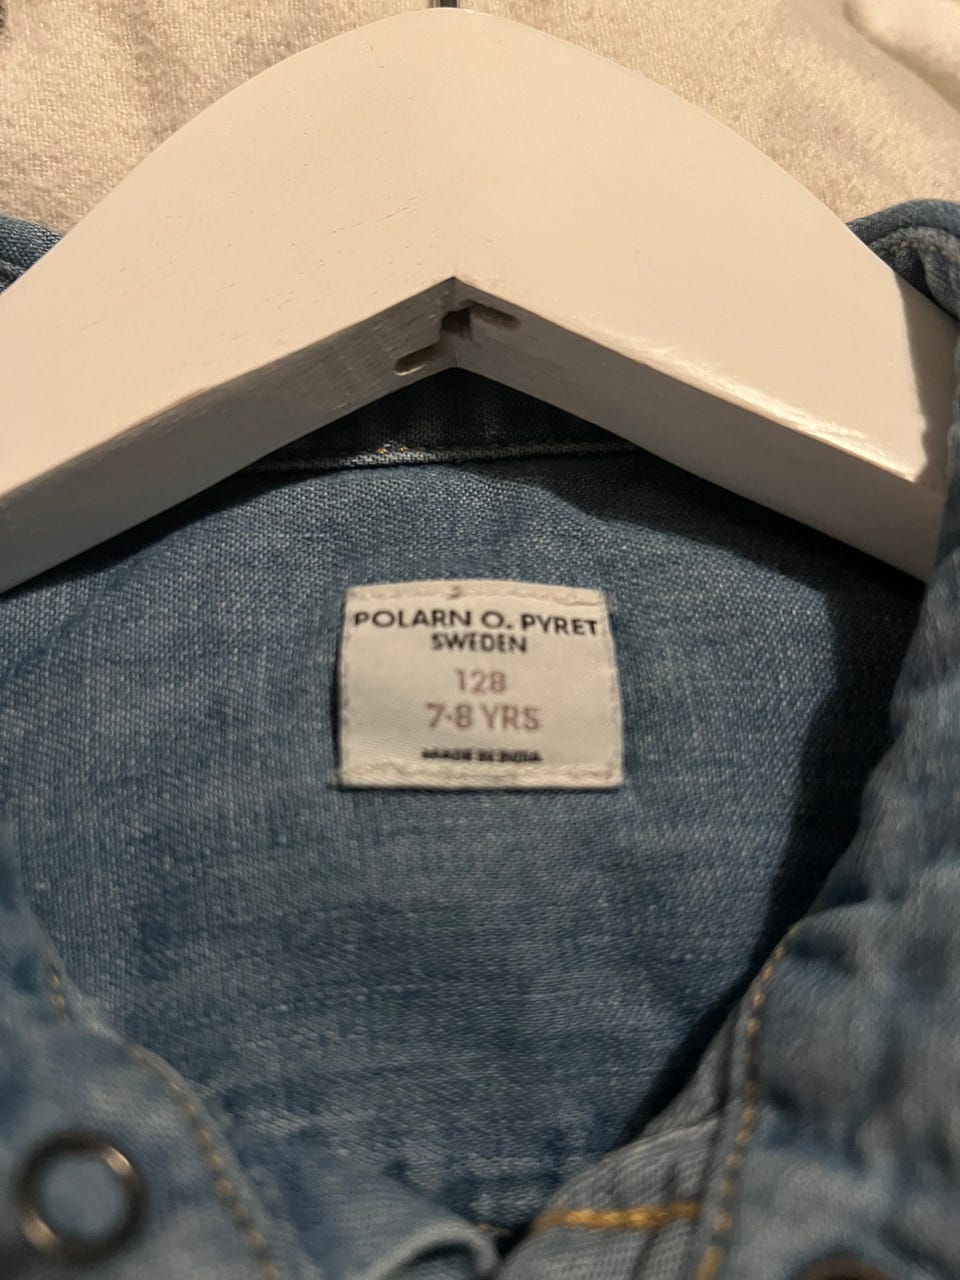 POLARN O. PYRET
SWEDEN
128
7-8 YRS
MADE IN INDIA